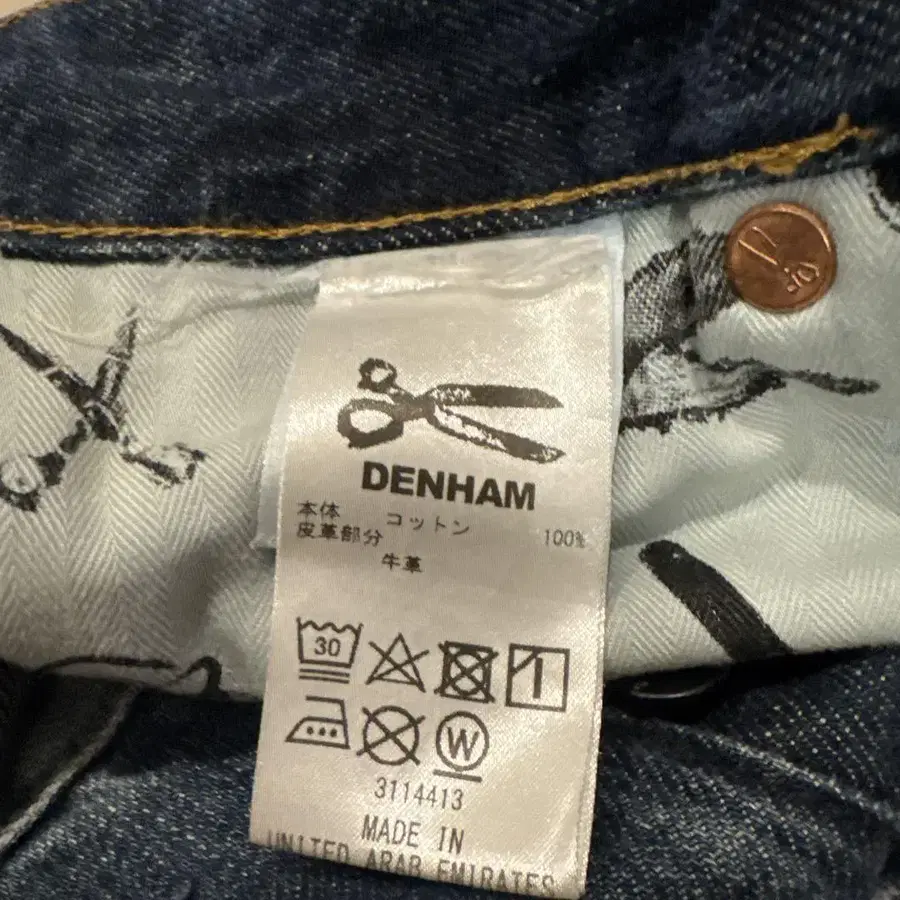 DENHAM
本体 コットン 100%
皮革部分 牛革
30
W
3114413
MADE IN
UNITED ARAB EMIRATES